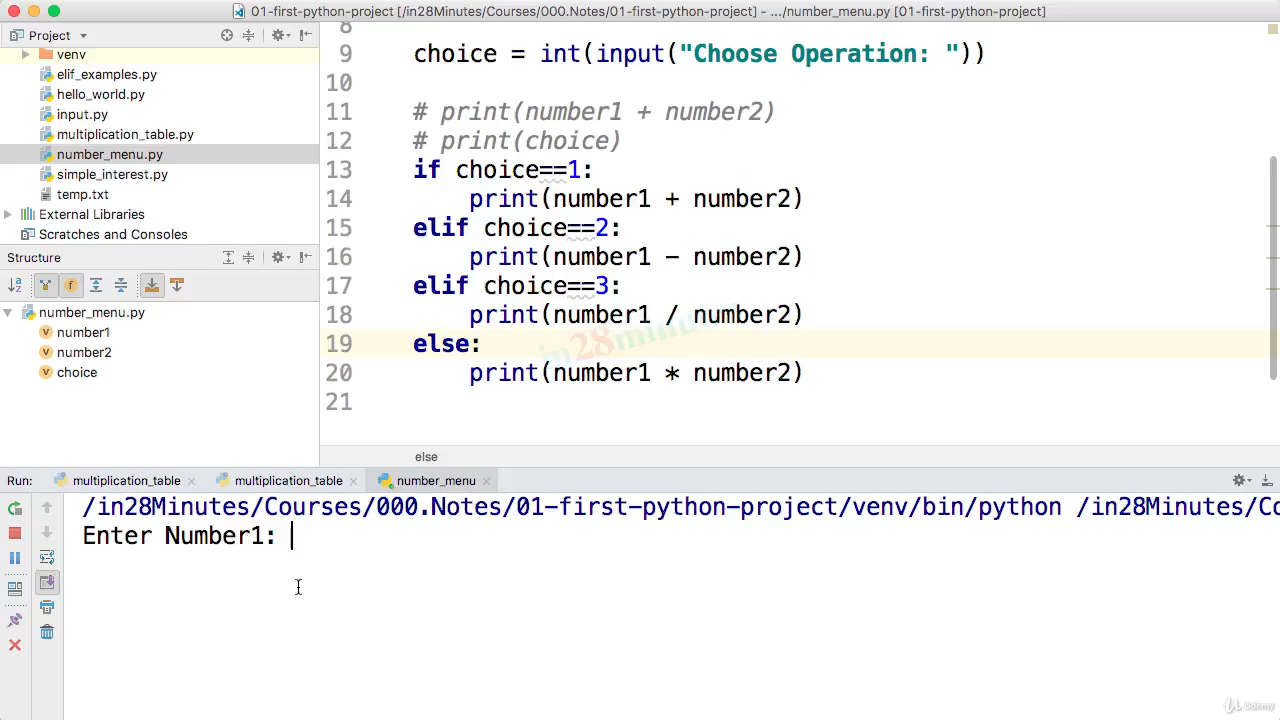 01-first-python-project [/in28Minutes/Courses/000.Notes/01-first-python-project] - .../number_menu.py [01-first-python-project]
Project
venv
elif_examples.py
hello_world.py
input.py
multiplication_table.py
number_menu.py
simple_interest.py
temp.txt
External Libraries
Scratches and Consoles
Structure
number_menu.py
number1
number2
choice
8
9 choice = int(input("Choose Operation: "))
10
11 # print(number1 + number2)
12 # print(choice)
13 if choice==1:
14 print(number1 + number2)
15 elif choice==2:
16 print(number1 - number2)
17 elif choice==3:
18 print(number1 / number2)
19 else:
20 print(number1 * number2)
21
in28minutes
else
Run: multiplication_table multiplication_table number_menu
/in28Minutes/Courses/000.Notes/01-first-python-project/venv/bin/python /in28Minutes/Co
Enter Number1:
Udemy